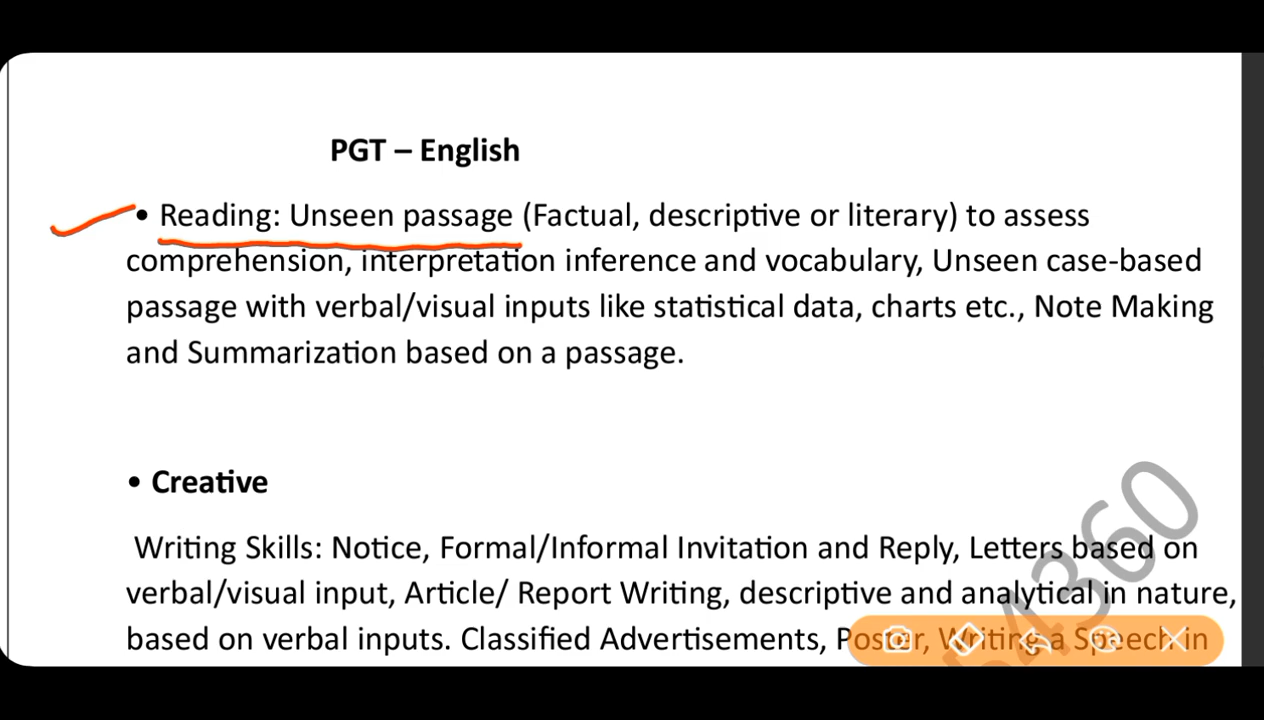 PGT – English
• Reading: Unseen passage (Factual, descriptive or literary) to assess
comprehension, interpretation inference and vocabulary, Unseen case-based
passage with verbal/visual inputs like statistical data, charts etc., Note Making
and Summarization based on a passage.
• Creative
Writing Skills: Notice, Formal/Informal Invitation and Reply, Letters based on
verbal/visual input, Article/ Report Writing, descriptive and analytical in nature,
based on verbal inputs. Classified Advertisements, Poster, Writing a Speech in
54360